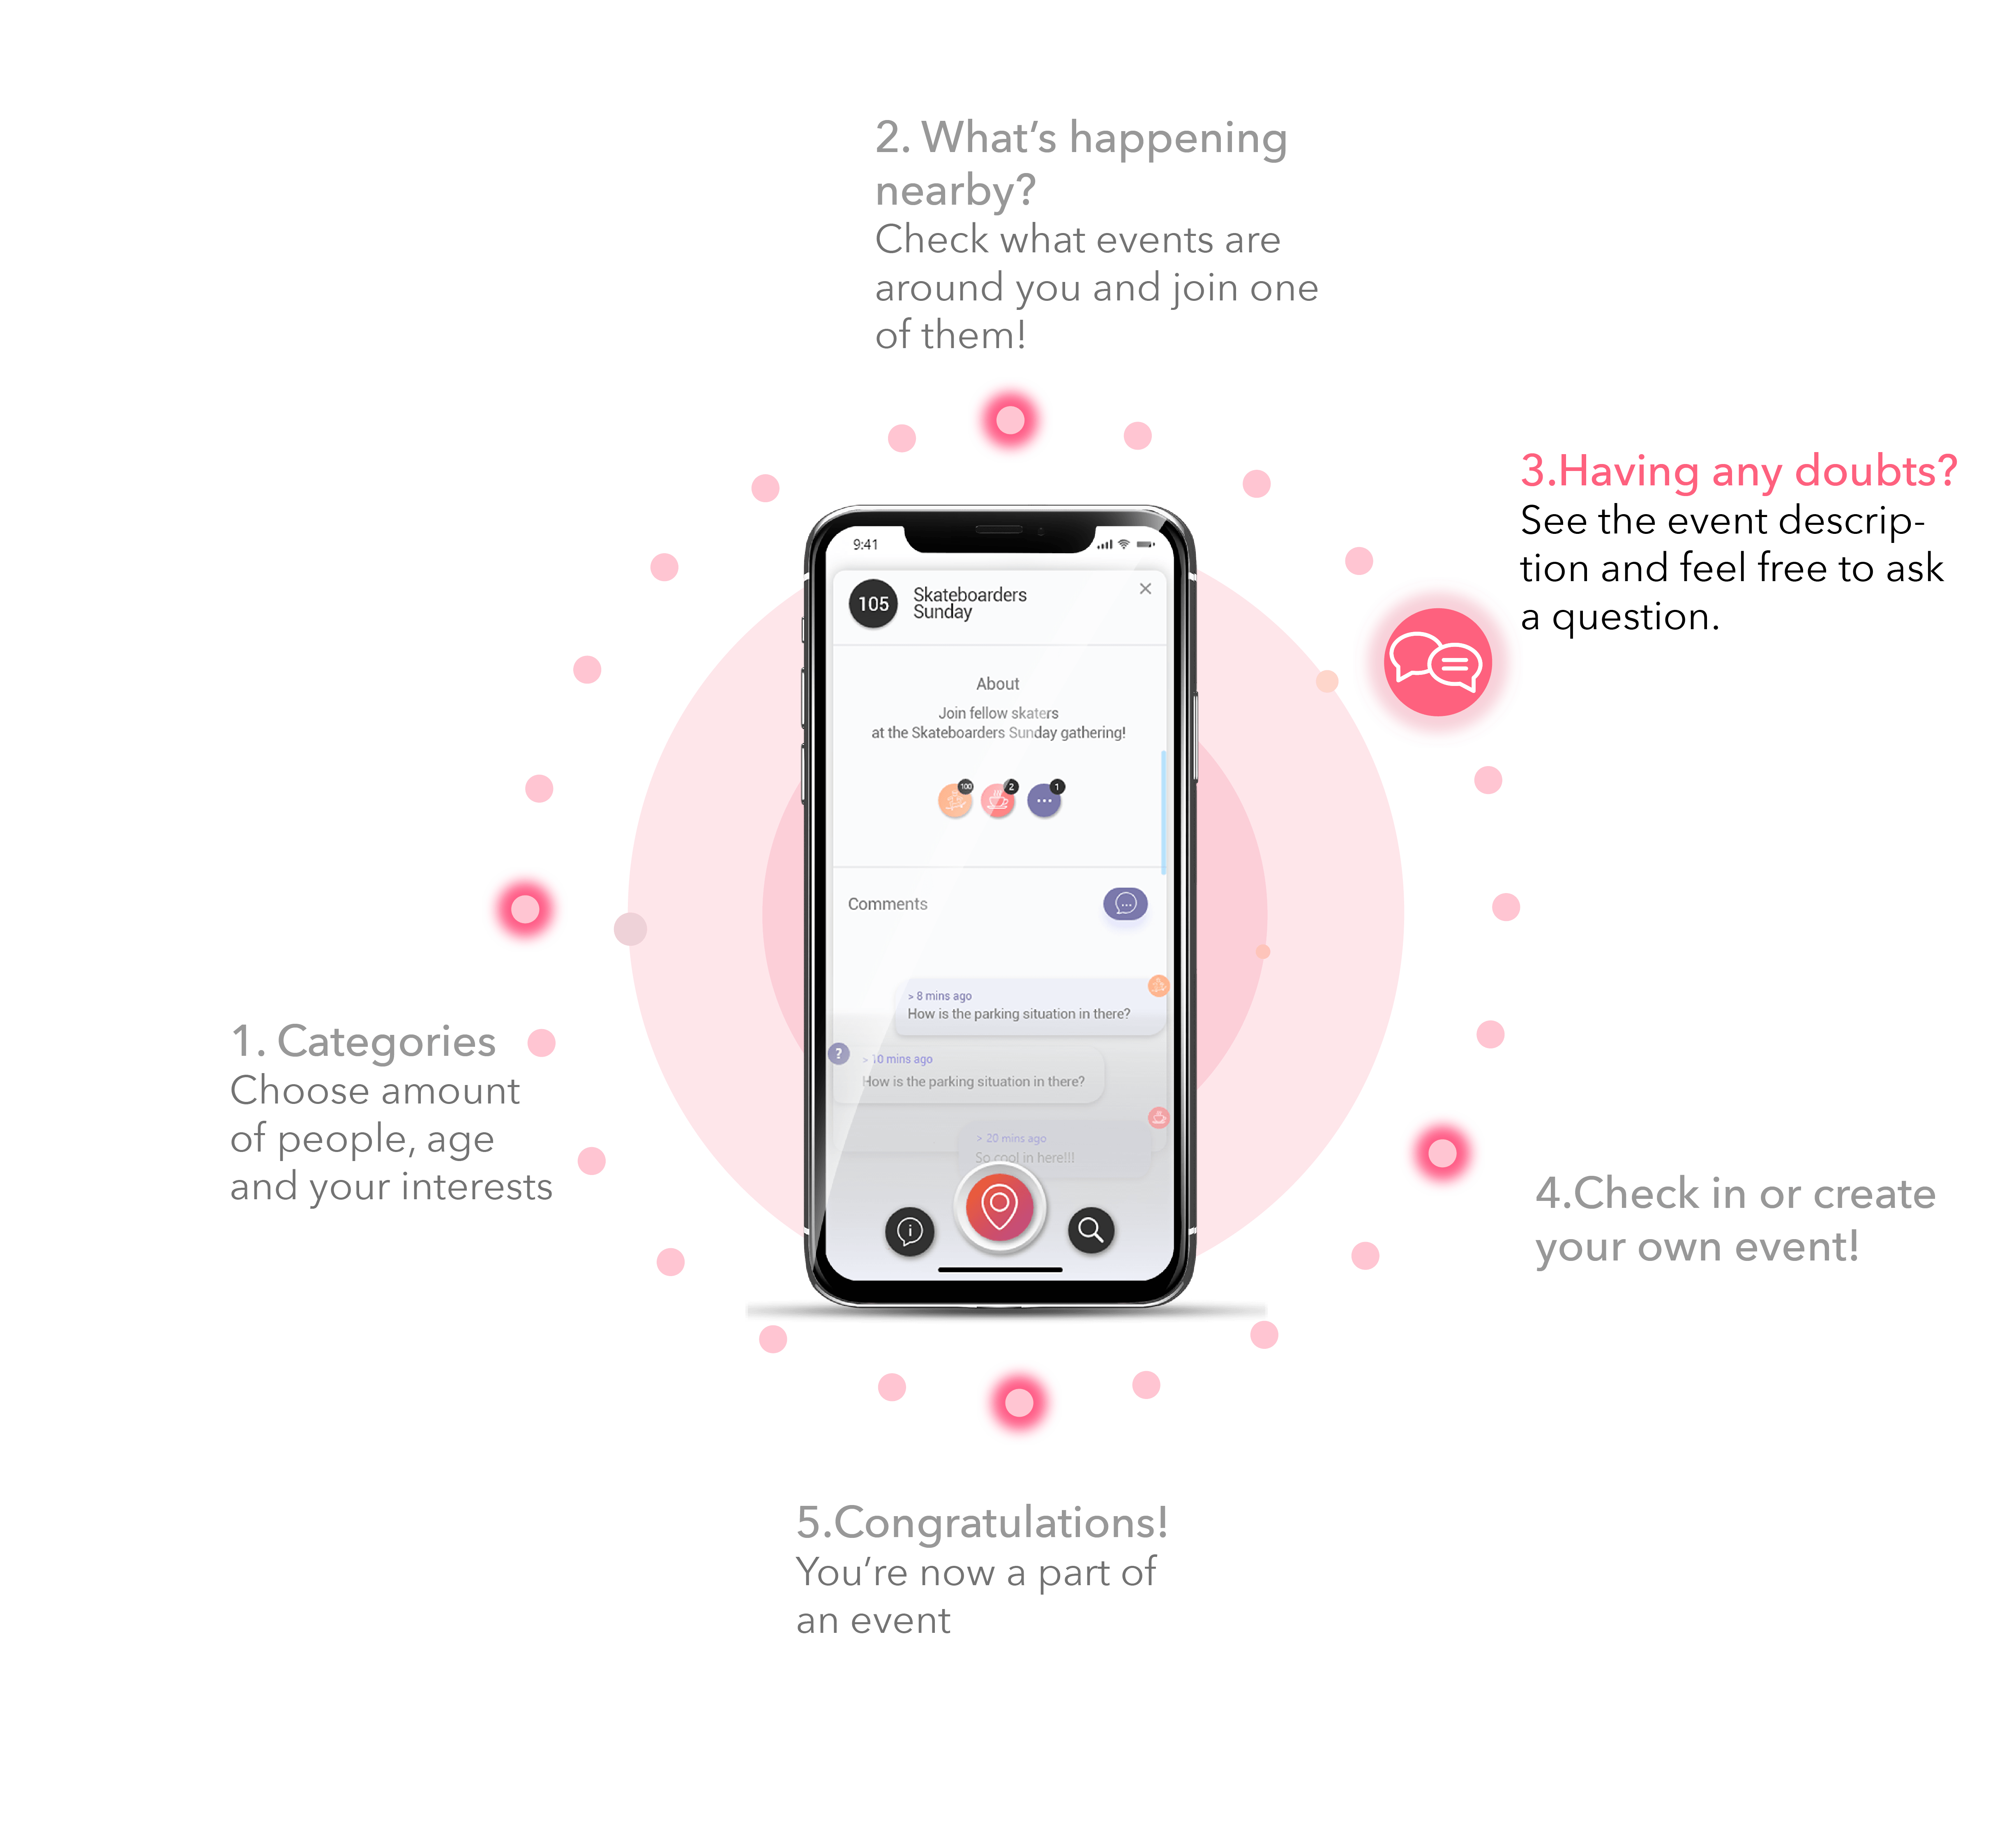 2. What’s happening
nearby?
Check what events are
around you and join one
of them!
3.Having any doubts?
See the event descrip-
tion and feel free to ask
a question.
9:41
105
Skateboarders
Sunday
About
Join fellow skaters
at the Skateboarders Sunday gathering!
100
2
1
Comments
> 8 mins ago
How is the parking situation in there?
?
> 10 mins ago
How is the parking situation in there?
> 20 mins ago
So cool in here!!!
1. Categories
Choose amount
of people, age
and your interests
4.Check in or create
your own event!
5.Congratulations!
You’re now a part of
an event